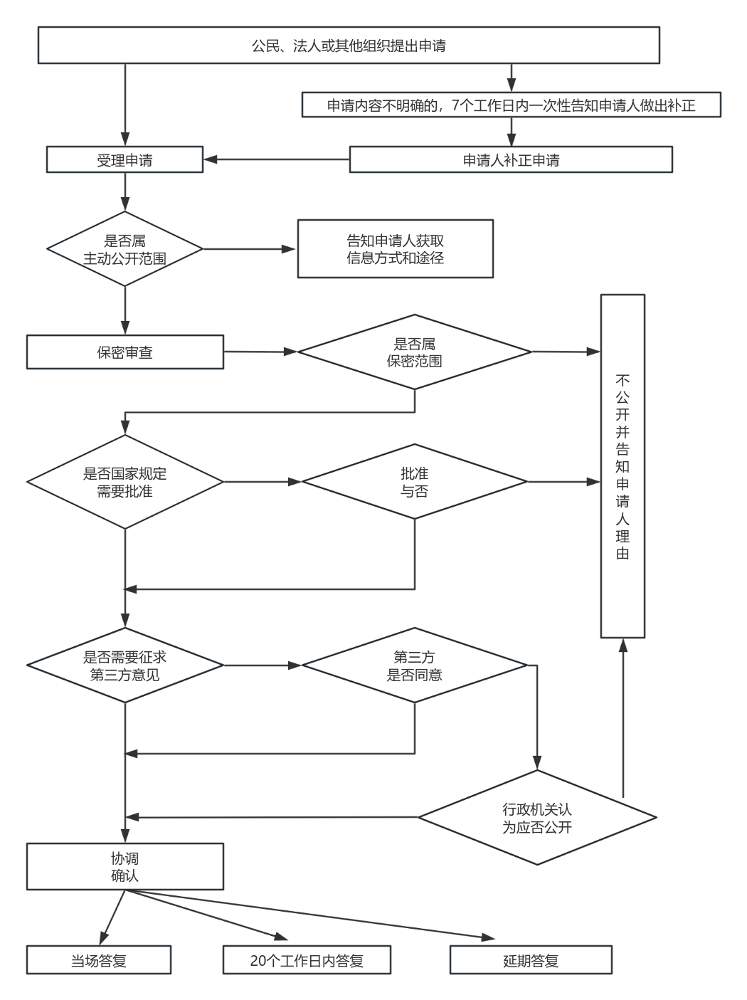 公民、法人或其他组织提出申请
申请内容不明确的，7个工作日内一次性告知申请人做出补正
受理申请
申请人补正申请
是否属
主动公开范围
告知申请人获取
信息方式和途径
保密审查
是否属
保密范围
不公开并告知申请人理由
是否国家规定
需要批准
批准
与否
是否需要征求
第三方意见
第三方
是否同意
行政机关认
为应否公开
协调
确认
当场答复
20个工作日内答复
延期答复